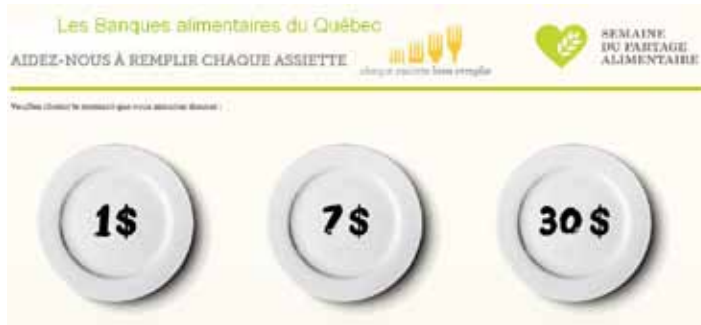 Les Banques alimentaires du Québec
AIDEZ-NOUS À REMPLIR CHAQUE ASSIETTE
chaque assiette bien remplie
SEMAINE
DU PARTAGE
ALIMENTAIRE
Veuillez choisir le montant que vous aimeriez donner :
1$
7$
30$